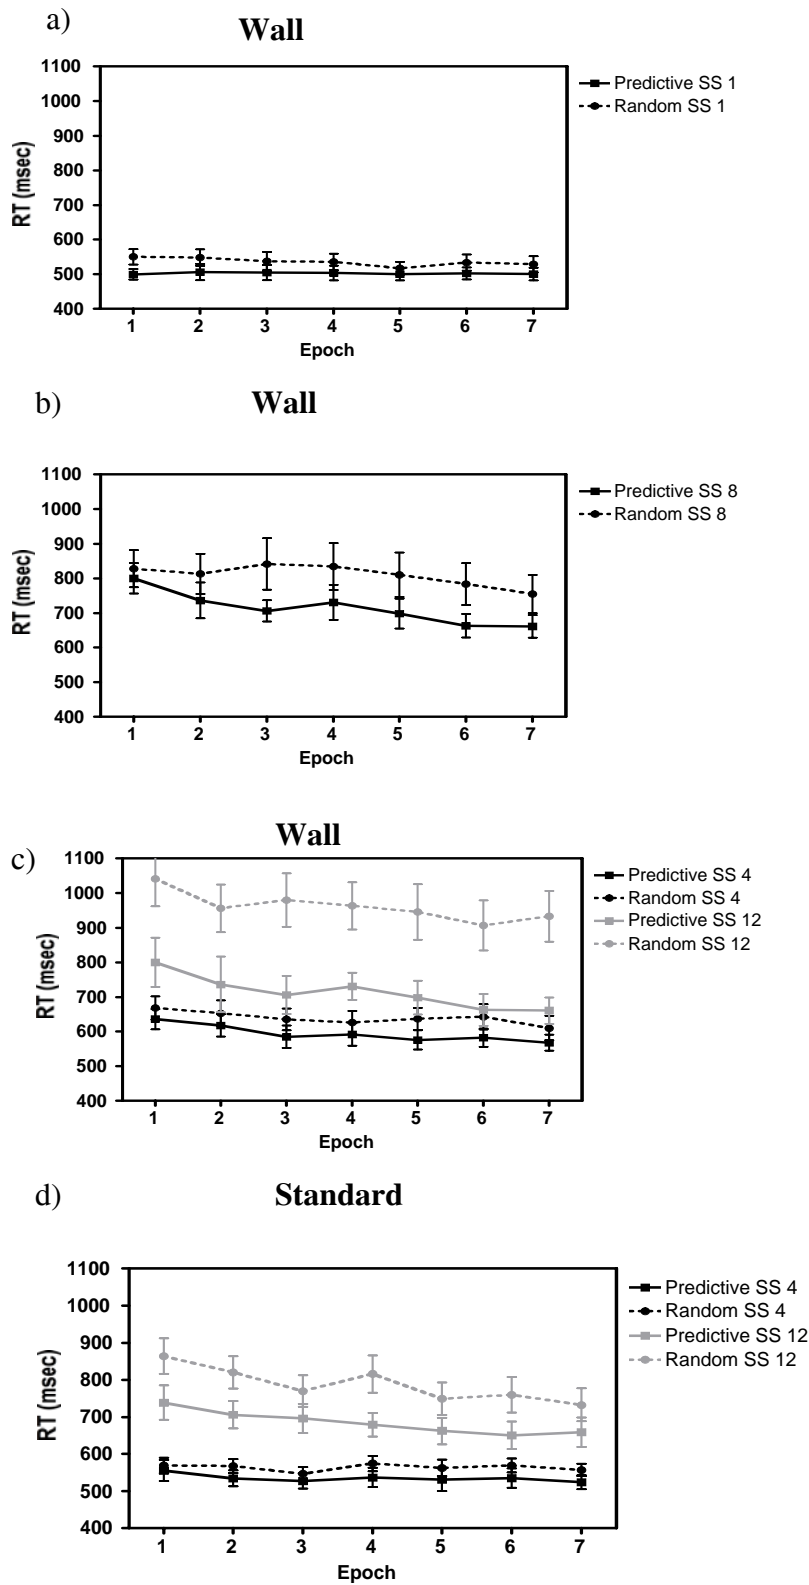 a)
Wall
1100
1000
900
800
700
600
500
400
RT (msec)
1 2 3 4 5 6 7
Epoch
Predictive SS 1
Random SS 1
b)
Wall
1100
1000
900
800
700
600
500
400
RT (msec)
1 2 3 4 5 6 7
Epoch
Predictive SS 8
Random SS 8
c)
Wall
1100
1000
900
800
700
600
500
400
RT (msec)
1 2 3 4 5 6 7
Epoch
Predictive SS 4
Random SS 4
Predictive SS 12
Random SS 12
d)
Standard
1100
1000
900
800
700
600
500
400
RT (msec)
1 2 3 4 5 6 7
Epoch
Predictive SS 4
Random SS 4
Predictive SS 12
Random SS 12